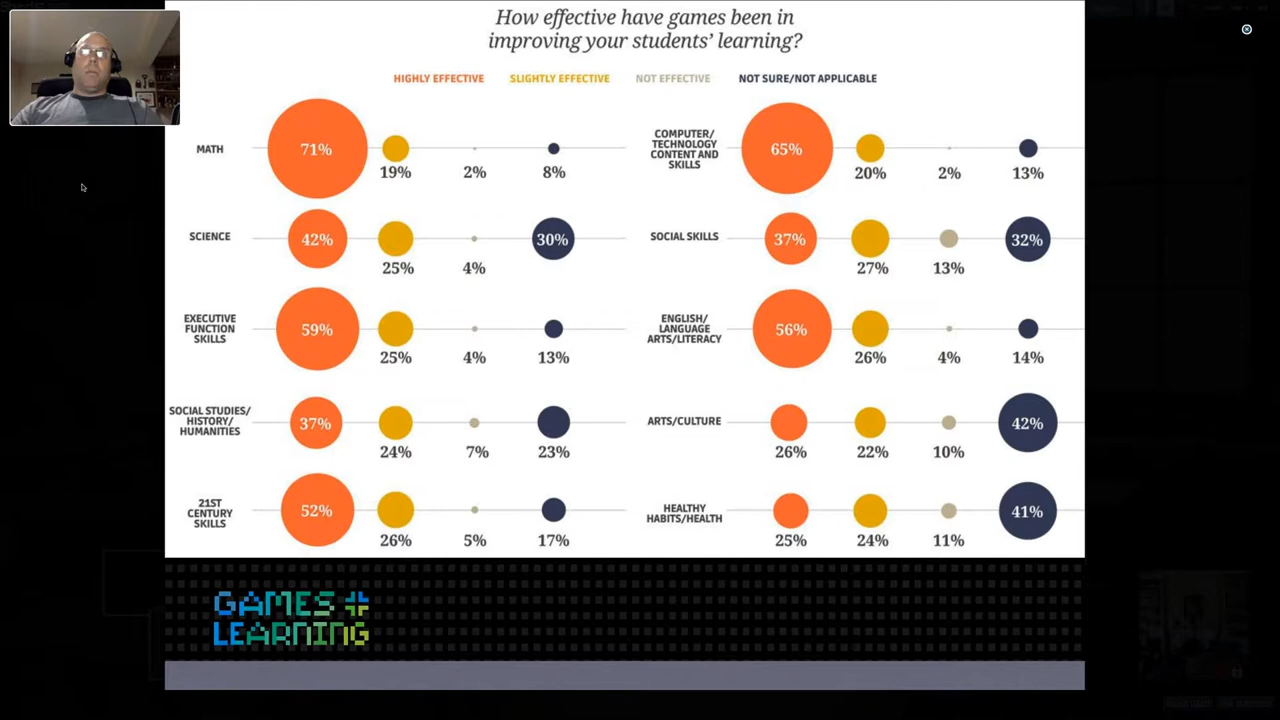 How effective have games been in
improving your students' learning?
HIGHLY EFFECTIVE SLIGHTLY EFFECTIVE NOT EFFECTIVE NOT SURE/NOT APPLICABLE
MATH
71%
19%
2%
8%
SCIENCE
42%
25%
4%
30%
EXECUTIVE
FUNCTION
SKILLS
59%
25%
4%
13%
SOCIAL STUDIES/
HISTORY/
HUMANITIES
37%
24%
7%
23%
21ST
CENTURY
SKILLS
52%
26%
5%
17%
COMPUTER/
TECHNOLOGY
CONTENT AND
SKILLS
65%
20%
2%
13%
SOCIAL SKILLS
37%
27%
13%
32%
ENGLISH/
LANGUAGE
ARTS/LITERACY
56%
26%
4%
14%
ARTS/CULTURE
26%
22%
10%
42%
HEALTHY
HABITS/HEALTH
25%
24%
11%
41%
GAMES+
LEARNING